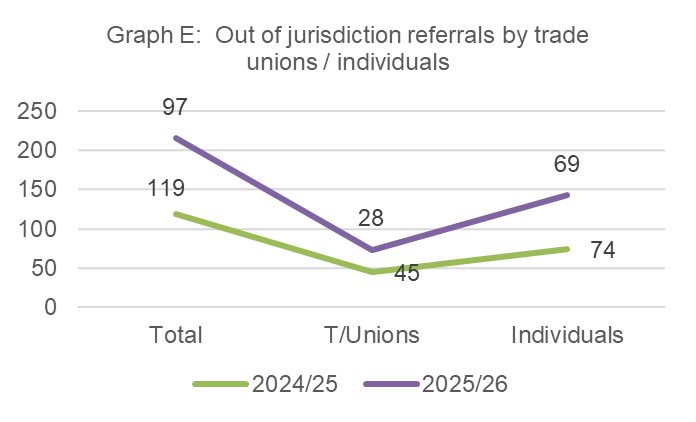 Graph E:  Out of jurisdiction referrals by trade
unions / individuals
250
200
150
100
50
0
97
119
28
45
69
74
Total
T/Unions
Individuals
2024/25
2025/26